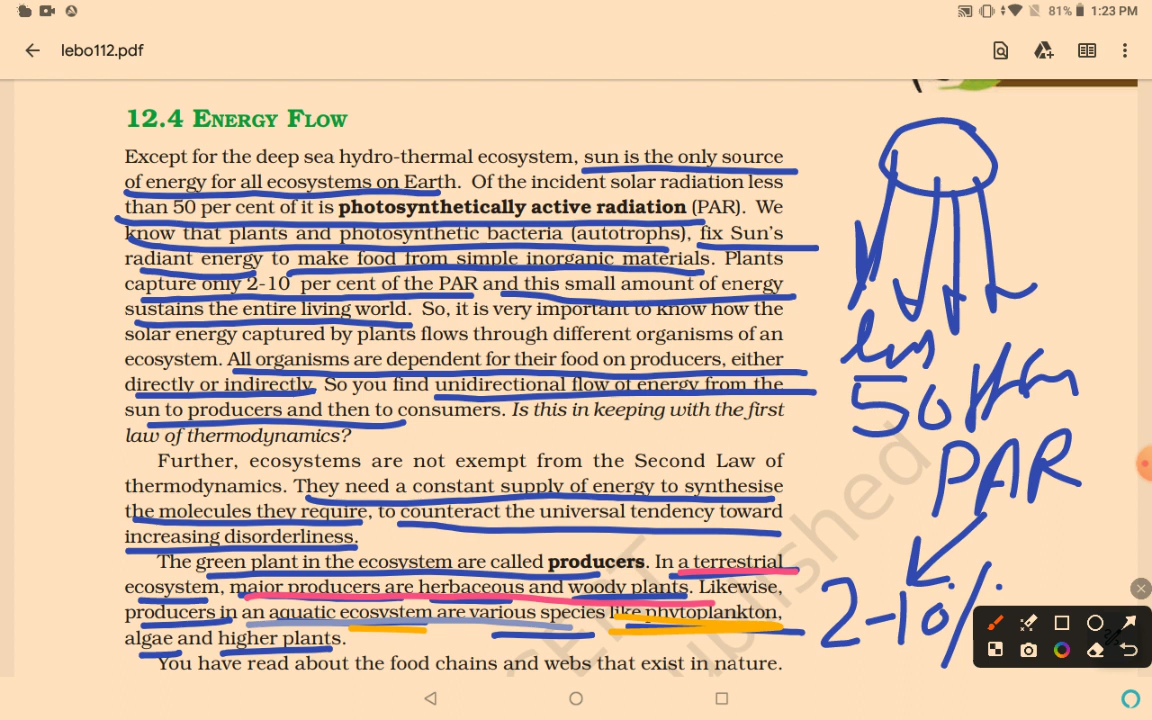 81% 1:23 PM
lebo112.pdf
12.4 ENERGY FLOW
Except for the deep sea hydro-thermal ecosystem, sun is the only source
of energy for all ecosystems on Earth. Of the incident solar radiation less
than 50 per cent of it is photosynthetically active radiation (PAR). We
know that plants and photosynthetic bacteria (autotrophs), fix Sun's
radiant energy to make food from simple inorganic materials. Plants
capture only 2-10 per cent of the PAR and this small amount of energy
sustains the entire living world. So, it is very important to know how the
solar energy captured by plants flows through different organisms of an
ecosystem. All organisms are dependent for their food on producers, either
directly or indirectly. So you find unidirectional flow of energy from the
sun to producers and then to consumers. Is this in keeping with the first
law of thermodynamics?
Further, ecosystems are not exempt from the Second Law of
thermodynamics. They need a constant supply of energy to synthesise
the molecules they require, to counteract the universal tendency toward
increasing disorderliness.
The green plant in the ecosystem are called producers. In a terrestrial
ecosystem, major producers are herbaceous and woody plants. Likewise,
producers in an aquatic ecosystem are various species like phytoplankton,
algae and higher plants.
You have read about the food chains and webs that exist in nature.
50
PAR
2-10%